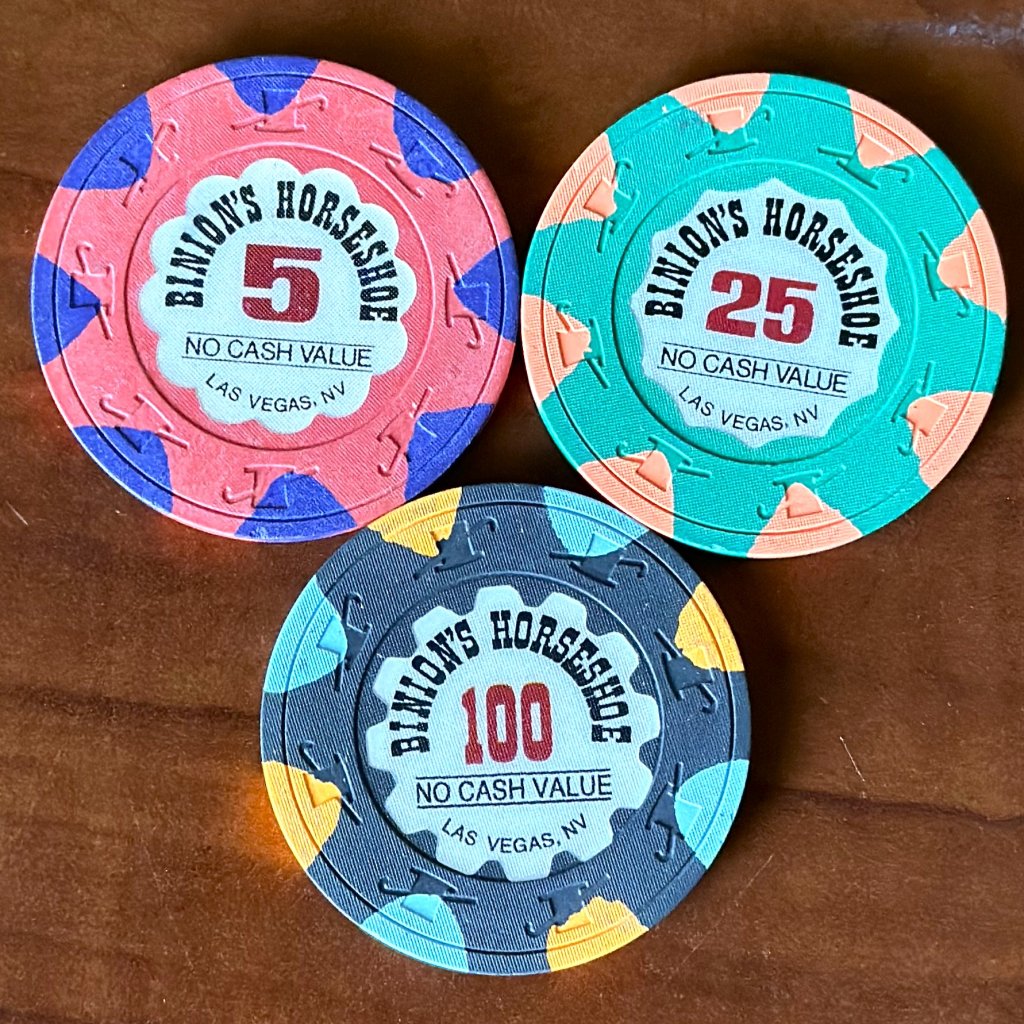 BINION'S HORSESHOE
5
NO CASH VALUE
LAS VEGAS, NV
BINION'S HORSESHOE
25
NO CASH VALUE
LAS VEGAS, NV
BINION'S HORSESHOE
100
NO CASH VALUE
LAS VEGAS, NV